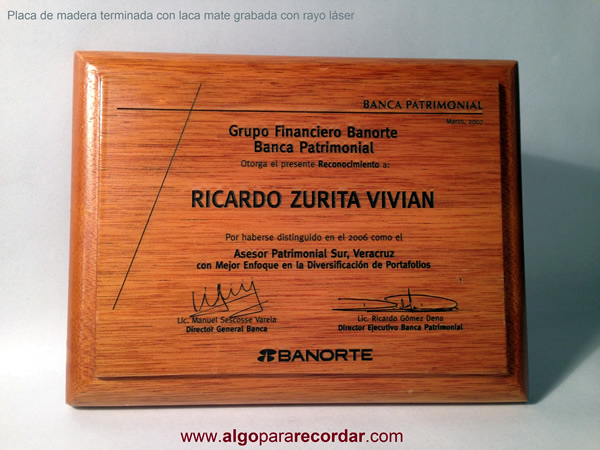 Placa de madera terminada con laca mate grabada con rayo láser
BANCA PATRIMONIAL
Marzo, 2007
Grupo Financiero Banorte
Banca Patrimonial
Otorga el presente Reconocimiento a:
RICARDO ZURITA VIVIAN
Por haberse distinguido en el 2006 como el
Asesor Patrimonial Sur, Veracruz
con Mejor Enfoque en la Diversificación de Portafolios
Lic. Manuel Sescosse Varela
Director General Banca
Lic. Ricardo Gómez Dena
Director Ejecutivo Banca Patrimonial
BANORTE
www.algopararecordar.com